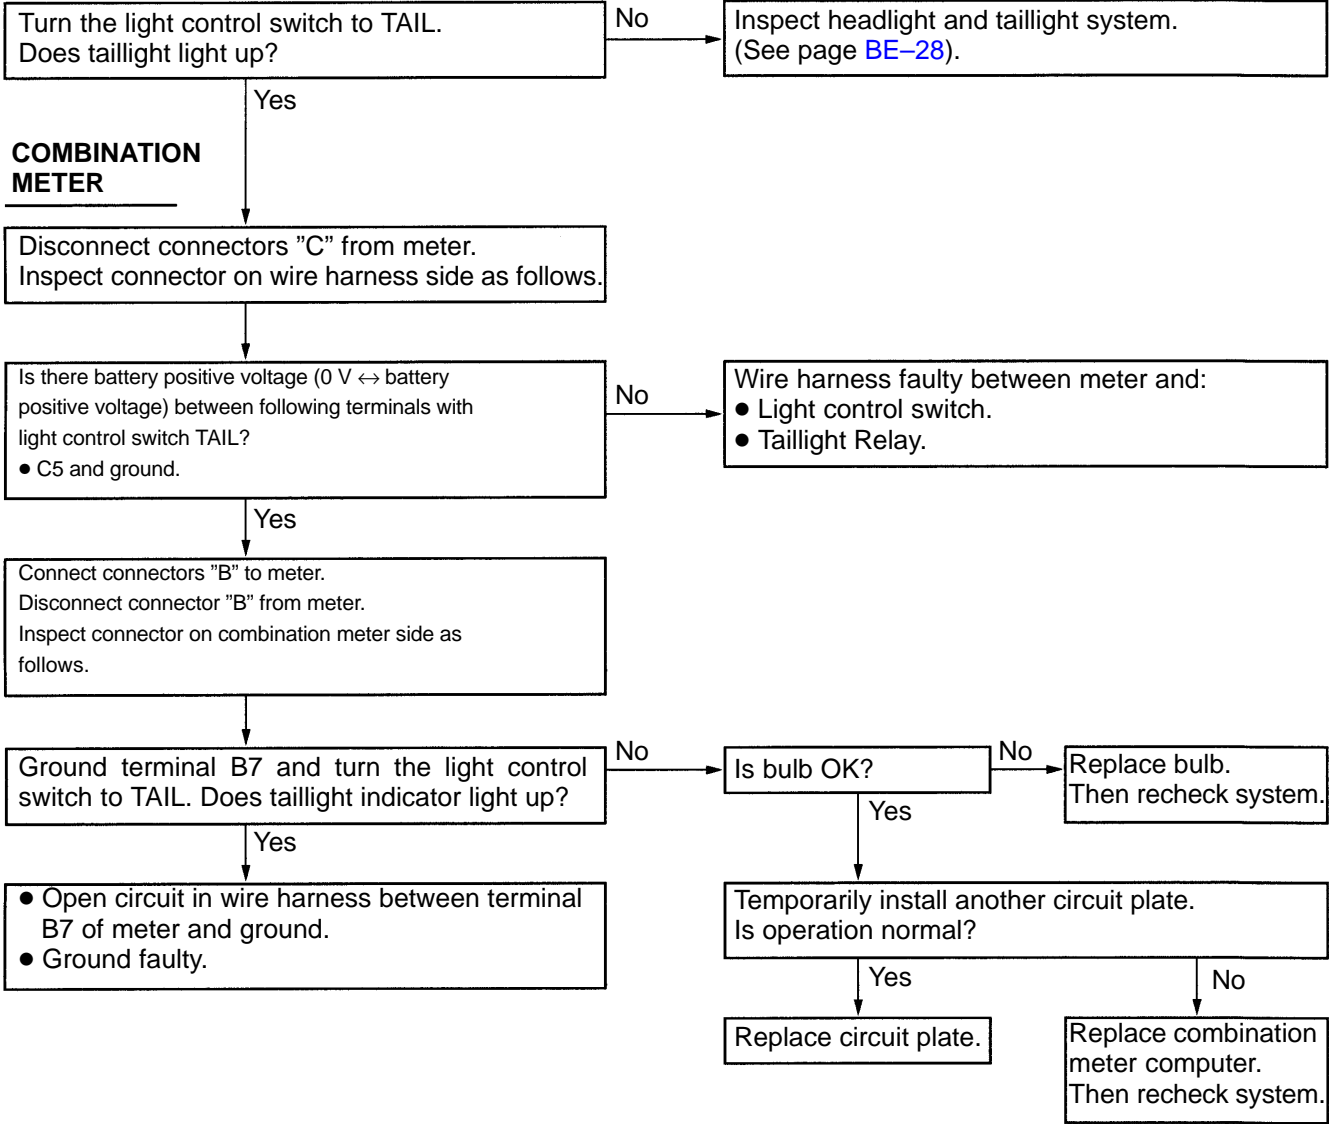 Turn the light control switch to TAIL.
Does taillight light up?
No
Inspect headlight and taillight system.
(See page BE–28).
Yes
COMBINATION
METER
Disconnect connectors ”C” from meter.
Inspect connector on wire harness side as follows.
Is there battery positive voltage (0 V ↔ battery
positive voltage) between following terminals with
light control switch TAIL?
● C5 and ground.
No
Wire harness faulty between meter and:
● Light control switch.
● Taillight Relay.
Yes
Connect connectors ”B” to meter.
Disconnect connector ”B” from meter.
Inspect connector on combination meter side as
follows.
Ground terminal B7 and turn the light control
switch to TAIL. Does taillight indicator light up?
No
Is bulb OK?
No
Replace bulb.
Then recheck system.
Yes
Yes
● Open circuit in wire harness between terminal
B7 of meter and ground.
● Ground faulty.
Temporarily install another circuit plate.
Is operation normal?
Yes
No
Replace circuit plate.
Replace combination
meter computer.
Then recheck system.